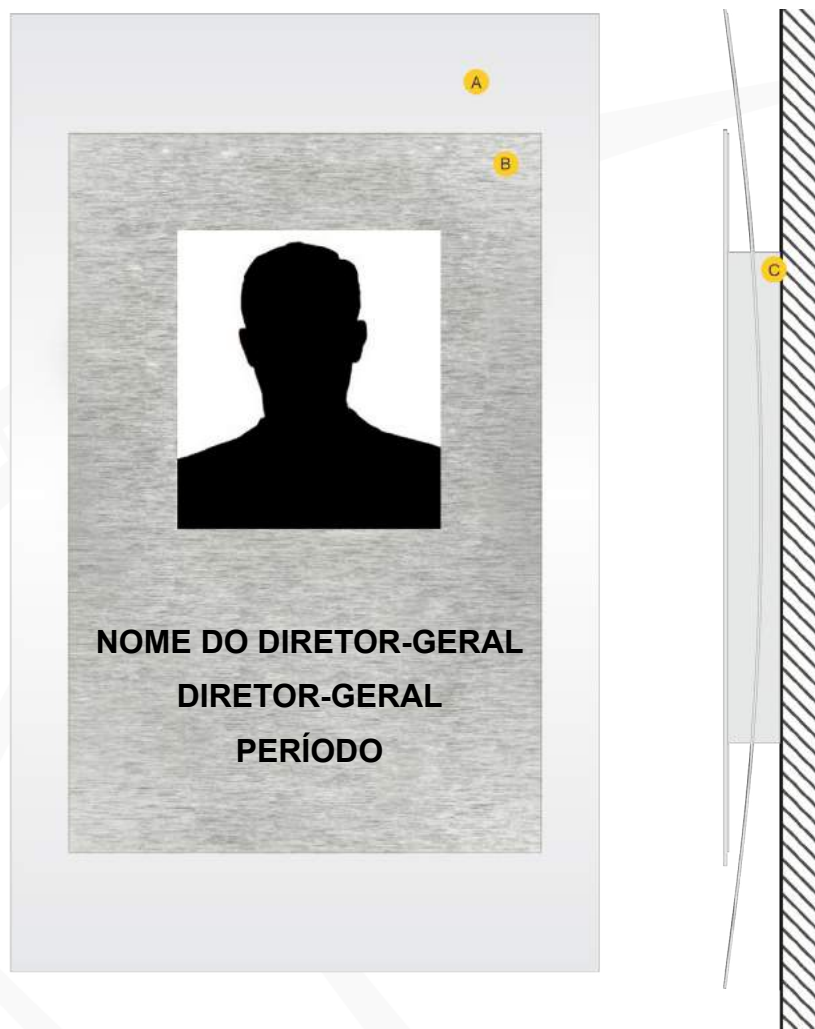 A
B
C
NOME DO DIRETOR-GERAL
DIRETOR-GERAL
PERÍODO